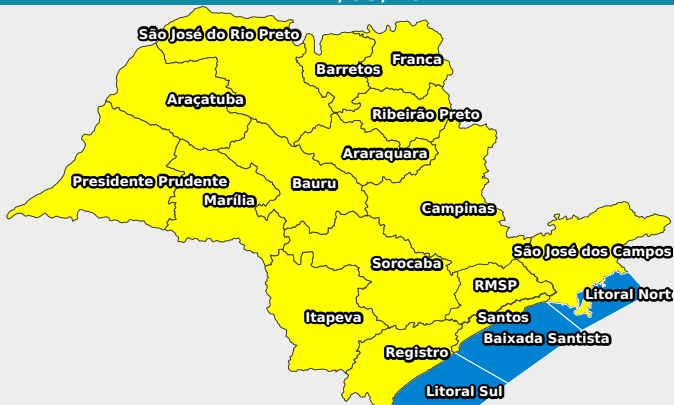 São José do Rio Preto
Franca
Barretos
Araçatuba
Ribeirão Preto
Araraquara
Presidente Prudente
Bauru
Marília
Campinas
São José dos Campos
Sorocaba
RMSP
Litoral Nort
Itapeva
Santos
Baixada Santista
Registro
Litoral Sul